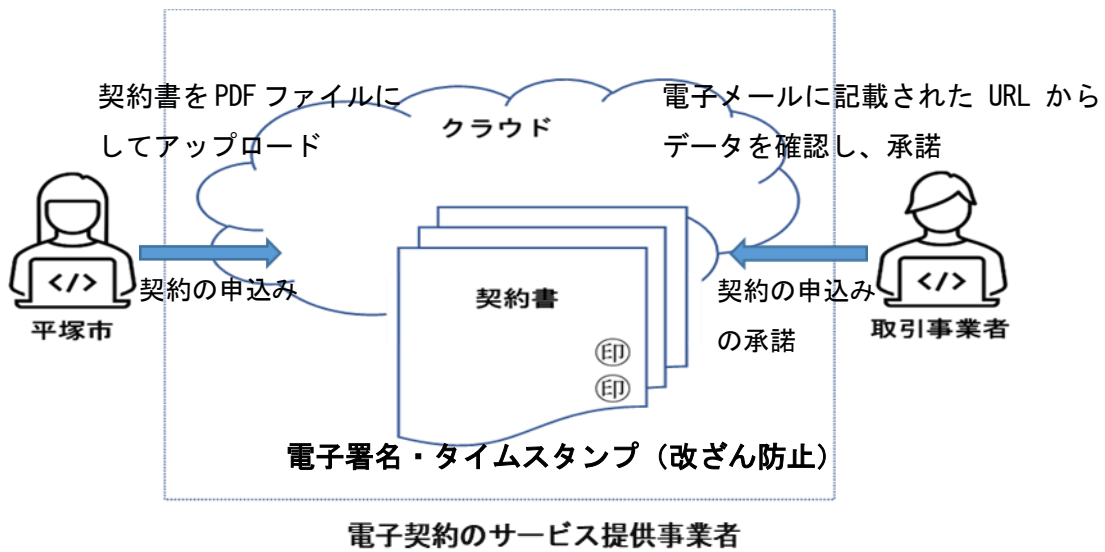 契約書をPDFファイルに
してアップロード
クラウド
電子メールに記載された URL から
データを確認し、承諾
</>
契約の申込み
平塚市
契約書
印
印
契約の申込み
の承諾
</>
取引事業者
電子署名・タイムスタンプ（改ざん防止）
電子契約のサービス提供事業者